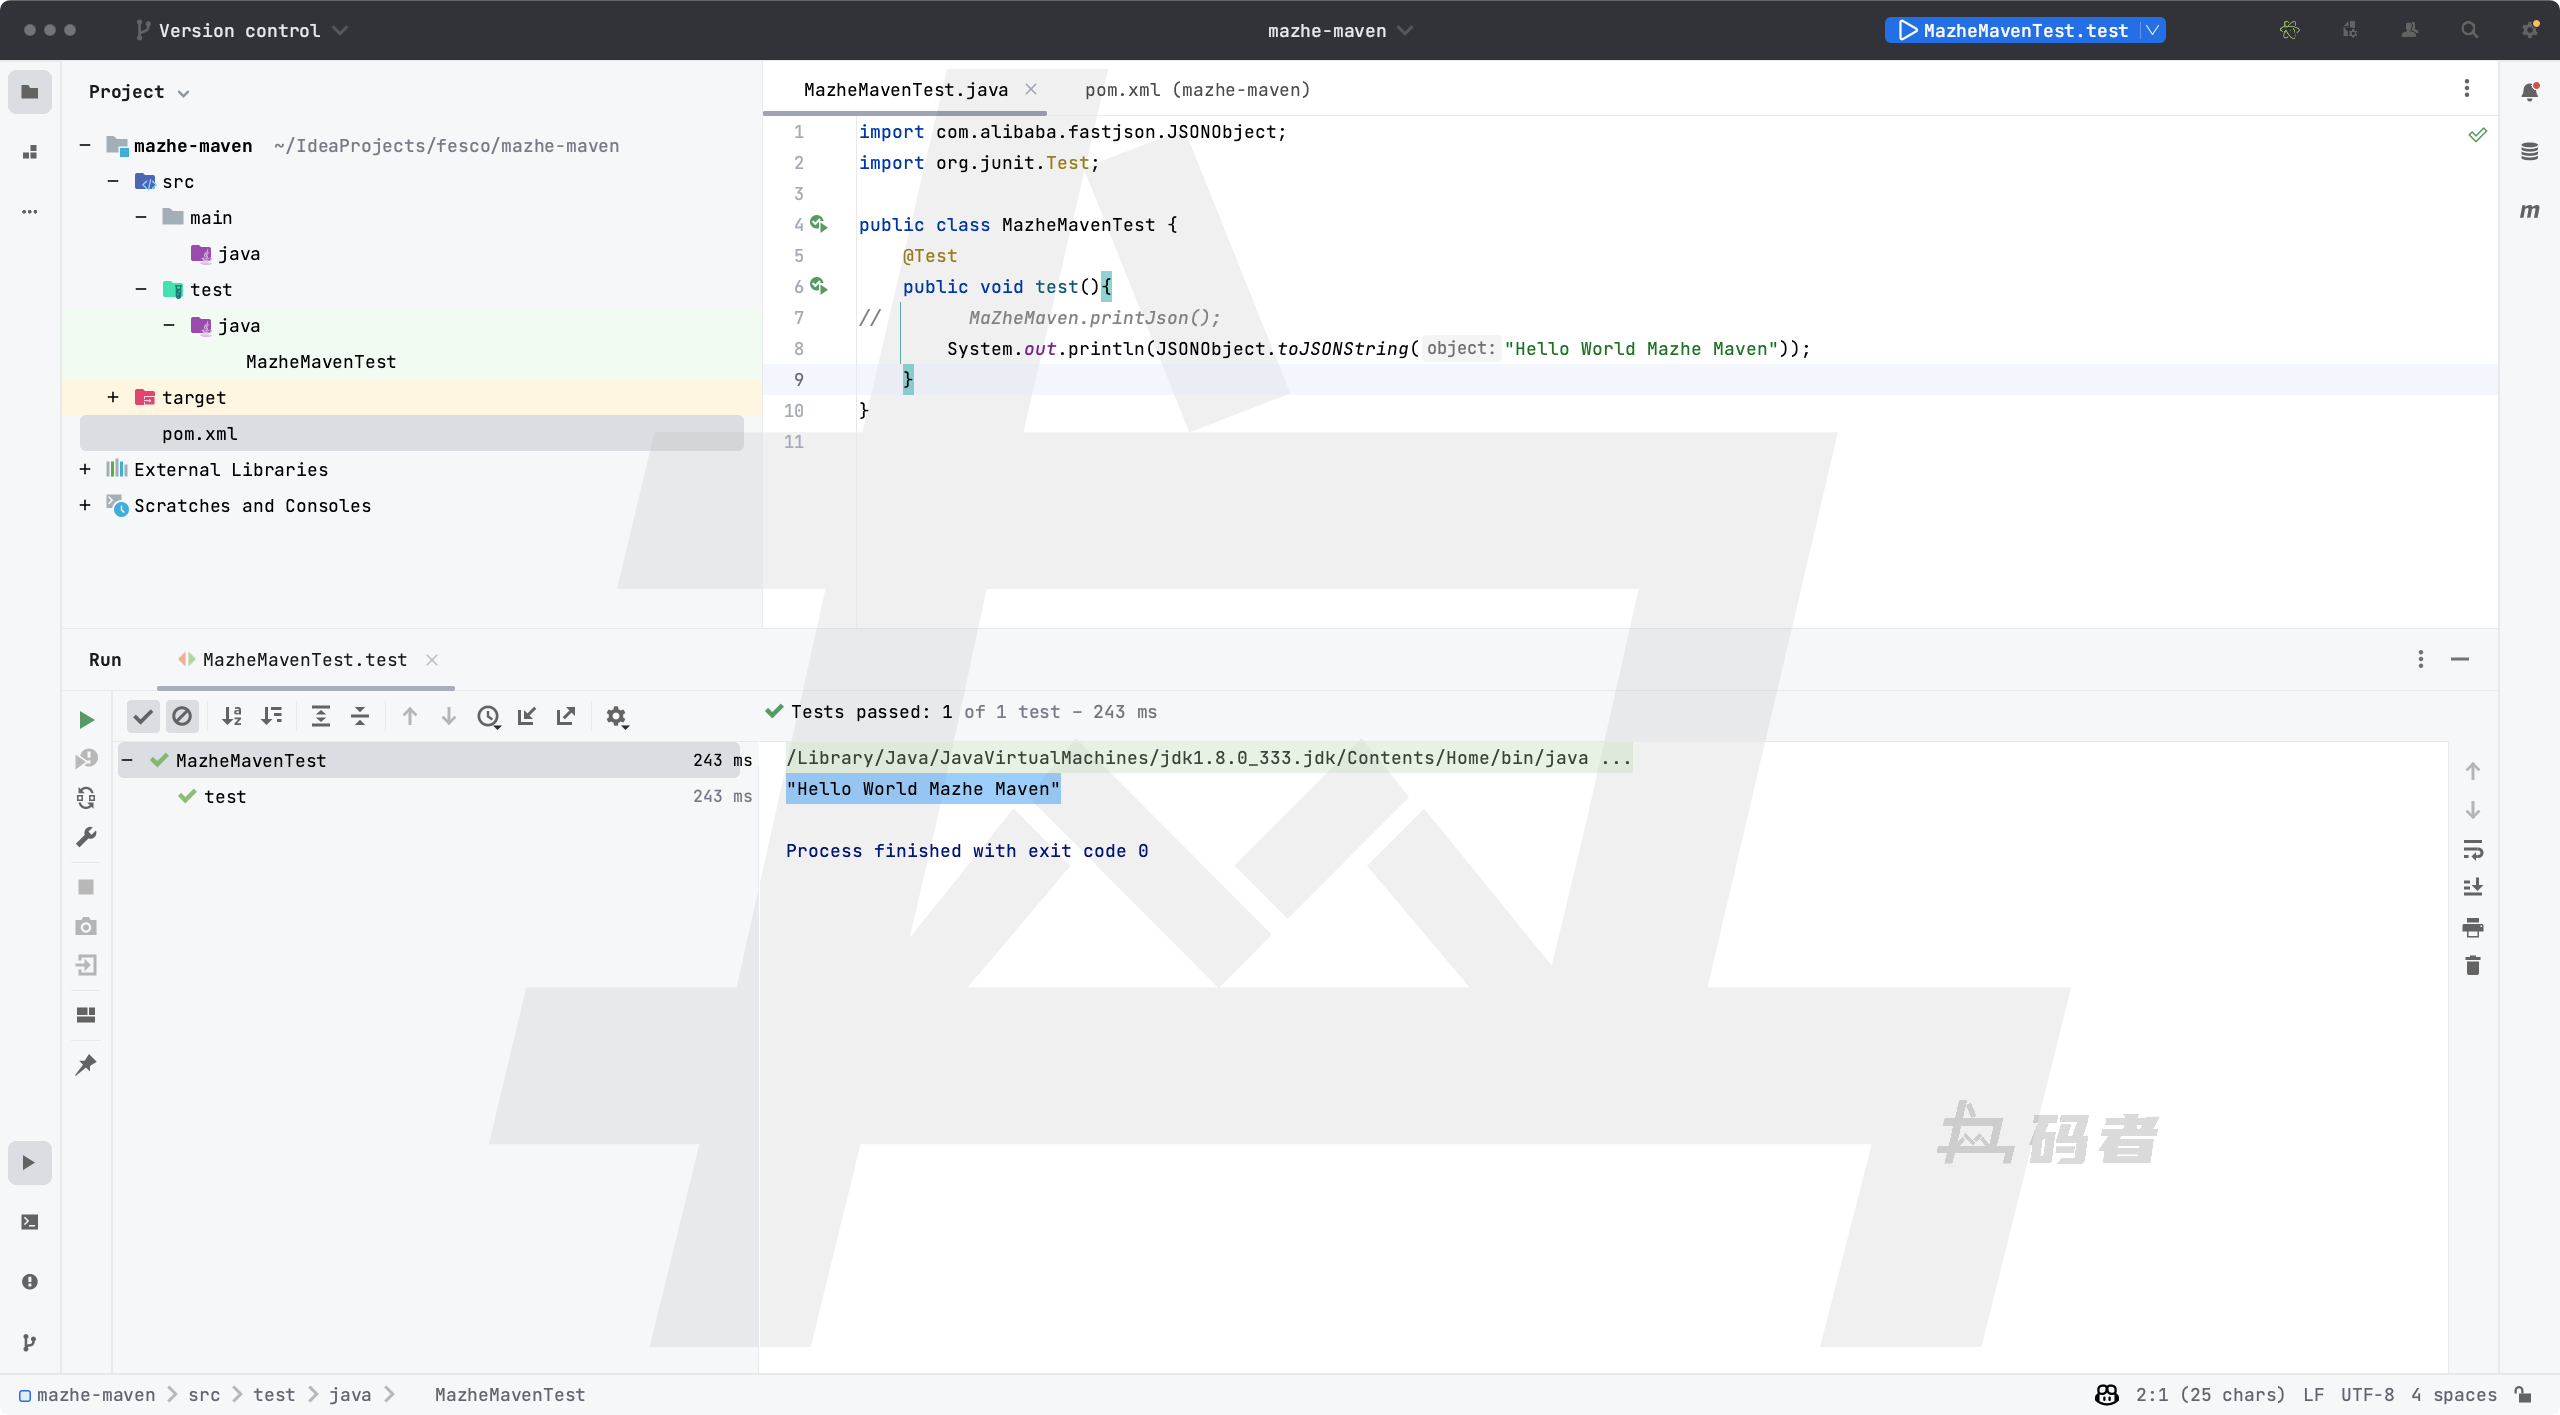 Version control
mazhe-maven
MazheMavenTest.test
Project
mazhe-maven ~/IdeaProjects/fesco/mazhe-maven
src
main
java
test
java
MazheMavenTest
target
pom.xml
External Libraries
Scratches and Consoles
MazheMavenTest.java
pom.xml (mazhe-maven)
1 import com.alibaba.fastjson.JSONObject;
2 import org.junit.Test;
3
4 public class MazheMavenTest {
5 @Test
6 public void test(){
7 // MaZheMaven.printJson();
8 System.out.println(JSONObject.toJSONString( object: "Hello World Mazhe Maven"));
9 }
10 }
11
m
Run
MazheMavenTest.test
Tests passed: 1 of 1 test – 243 ms
MazheMavenTest 243 ms
test 243 ms
/Library/Java/JavaVirtualMachines/jdk1.8.0_333.jdk/Contents/Home/bin/java ...
"Hello World Mazhe Maven"
Process finished with exit code 0
码者
mazhe-maven src test java MazheMavenTest
2:1 (25 chars) LF UTF-8 4 spaces